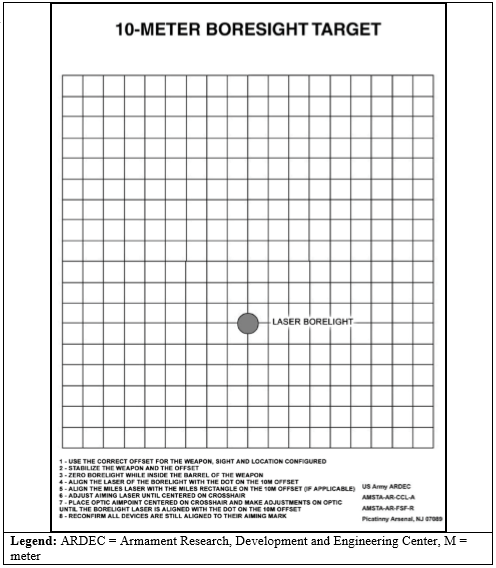 10-METER BORESIGHT TARGET
LASER BORELIGHT
1 - USE THE CORRECT OFFSET FOR THE WEAPON, SIGHT AND LOCATION CONFIGURED
2 - STABILIZE THE WEAPON AND THE OFFSET
3 - ZERO BORELIGHT WHILE INSIDE THE BARREL OF THE WEAPON
4 - ALIGN THE LASER OF THE BORELIGHT WITH THE DOT ON THE 10M OFFSET
5 - ALIGN THE MILES LASER WITH THE MILES RECTANGLE ON THE 10M OFFSET (IF APPLICABLE)
6 - ADJUST AIMING LASER UNTIL CENTERED ON CROSSHAIR
7 - PLACE OPTIC AIMPOINT CENTERED ON CROSSHAIR AND MAKE ADJUSTMENTS ON OPTIC
UNTIL THE BORELIGHT LASER IS ALIGNED WITH THE DOT ON THE 10M OFFSET
8 - RECONFIRM ALL DEVICES ARE STILL ALIGNED TO THEIR AIMING MARK
US Army ARDEC
AMSTA-AR-CCL-A
AMSTA-AR-FSF-R
Picatinny Arsenal, NJ 07089
Legend: ARDEC = Armament Research, Development and Engineering Center, M =
meter